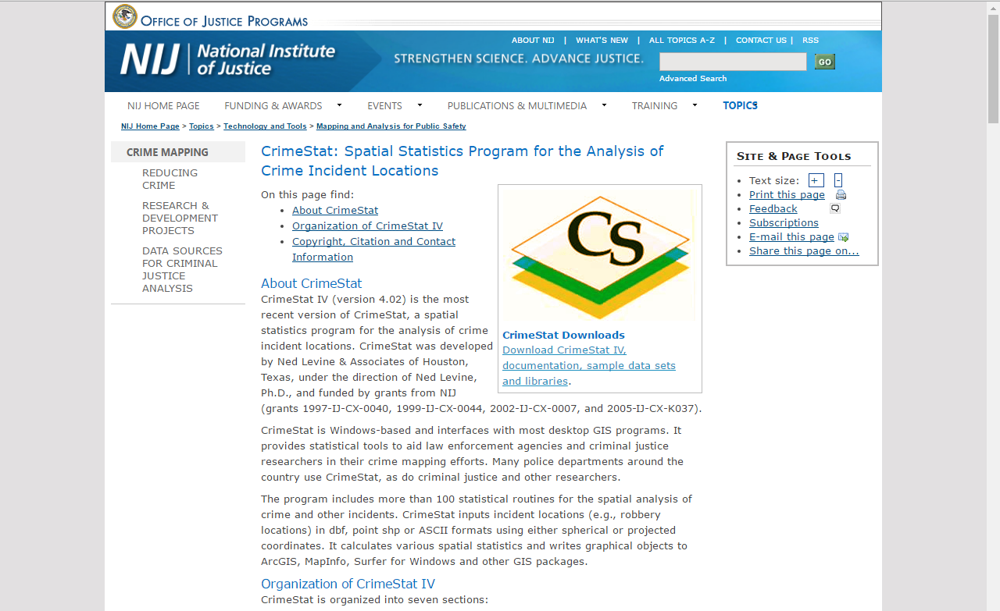 OFFICE OF JUSTICE PROGRAMS
ABOUT NIJ | WHAT'S NEW | ALL TOPICS A-Z | CONTACT US | RSS
NIJ National Institute
of Justice
STRENGTHEN SCIENCE. ADVANCE JUSTICE.
GO
Advanced Search
NIJ HOME PAGE FUNDING & AWARDS EVENTS PUBLICATIONS & MULTIMEDIA TRAINING TOPICS
NIJ Home Page > Topics > Technology and Tools > Mapping and Analysis for Public Safety
CRIME MAPPING
REDUCING
CRIME
RESEARCH &
DEVELOPMENT
PROJECTS
DATA SOURCES
FOR CRIMINAL
JUSTICE
ANALYSIS
CrimeStat: Spatial Statistics Program for the Analysis of
Crime Incident Locations
On this page find:
• About CrimeStat
• Organization of CrimeStat IV
• Copyright, Citation and Contact
Information
CS
CrimeStat Downloads
Download CrimeStat IV,
documentation, sample data sets
and libraries.
About CrimeStat
CrimeStat IV (version 4.02) is the most
recent version of CrimeStat, a spatial
statistics program for the analysis of crime
incident locations. CrimeStat was developed
by Ned Levine & Associates of Houston,
Texas, under the direction of Ned Levine,
Ph.D., and funded by grants from NIJ
(grants 1997-IJ-CX-0040, 1999-IJ-CX-0044, 2002-IJ-CX-0007, and 2005-IJ-CX-K037).
CrimeStat is Windows-based and interfaces with most desktop GIS programs. It
provides statistical tools to aid law enforcement agencies and criminal justice
researchers in their crime mapping efforts. Many police departments around the
country use CrimeStat, as do criminal justice and other researchers.
The program includes more than 100 statistical routines for the spatial analysis of
crime and other incidents. CrimeStat inputs incident locations (e.g., robbery
locations) in dbf, point shp or ASCII formats using either spherical or projected
coordinates. It calculates various spatial statistics and writes graphical objects to
ArcGIS, MapInfo, Surfer for Windows and other GIS packages.
Organization of CrimeStat IV
CrimeStat is organized into seven sections:
SITE & PAGE TOOLS
• Text size: + -
• Print this page
• Feedback
• Subscriptions
• E-mail this page
• Share this page on...